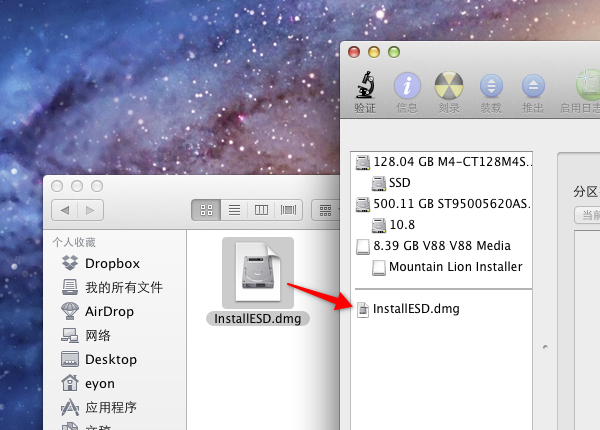 验证
信息
刻录
装载
推出
启用日志
128.04 GB M4-CT128M4S...
SSD
500.11 GB ST95005620AS...
10.8
8.39 GB V88 V88 Media
Mountain Lion Installer
InstallESD.dmg
分区
当前
个人收藏
Dropbox
我的所有文件
AirDrop
网络
Desktop
eyon
应用程序
文稿
InstallESD.dmg